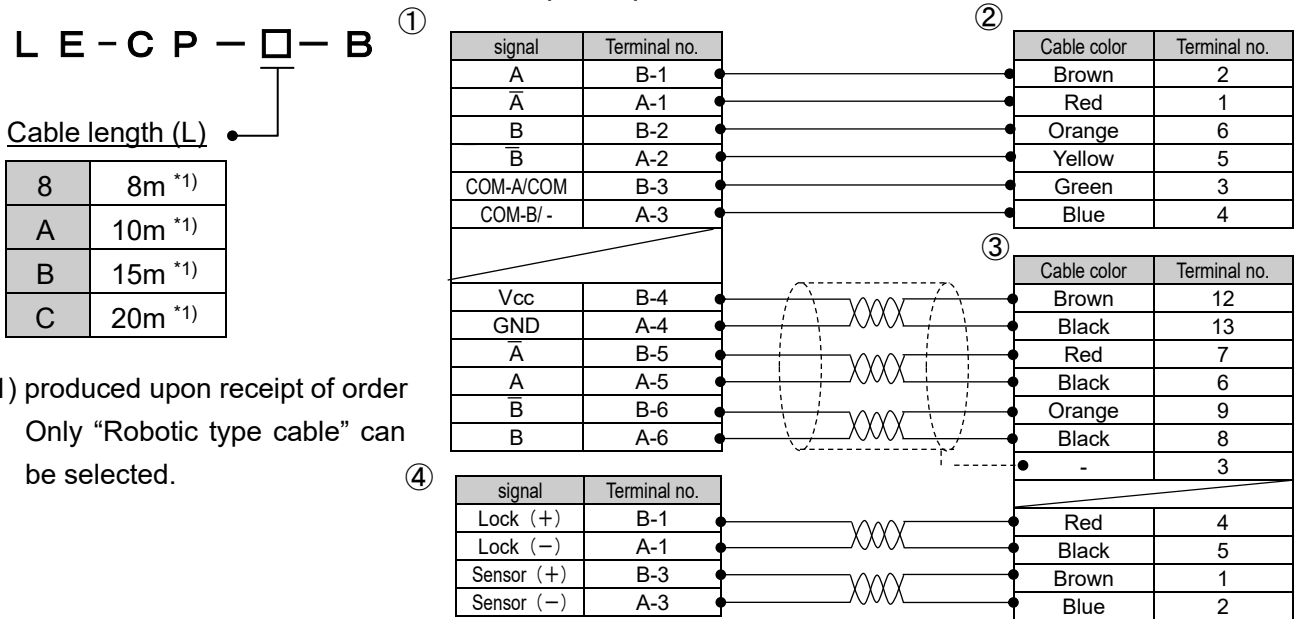 LE-CP-□-B
Cable length (L)
8 8m *1)
A 10m *1)
B 15m *1)
C 20m *1)
) produced upon receipt of order
Only “Robotic type cable” can
be selected.
①
signal Terminal no.
A B-1
A̅ A-1
B B-2
B̅ A-2
COM-A/COM B-3
COM-B/ - A-3
Vcc B-4
GND A-4
A̅ B-5
A A-5
B̅ B-6
B A-6
②
Cable color Terminal no.
Brown 2
Red 1
Orange 6
Yellow 5
Green 3
Blue 4
③
Cable color Terminal no.
Brown 12
Black 13
Red 7
Black 6
Orange 9
Black 8
- 3
Red 4
Black 5
Brown 1
Blue 2
④
signal Terminal no.
Lock（+） B-1
Lock（−） A-1
Sensor（+） B-3
Sensor（−） A-3